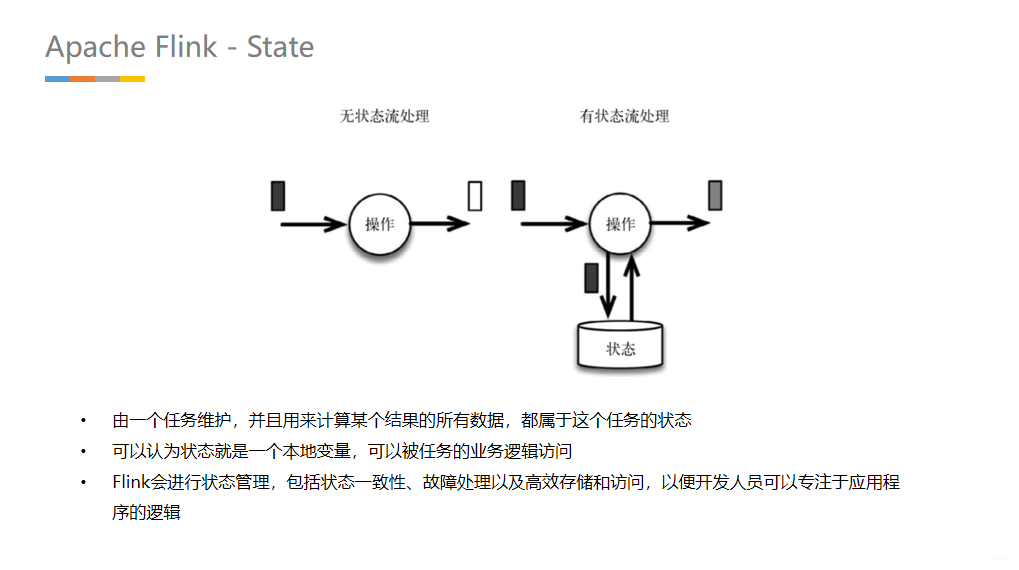 Apache Flink - State
无状态流处理
有状态流处理
操作
操作
状态
• 由一个任务维护，并且用来计算某个结果的所有数据，都属于这个任务的状态
• 可以认为状态就是一个本地变量，可以被任务的业务逻辑访问
• Flink会进行状态管理，包括状态一致性、故障处理以及高效存储和访问，以便开发人员可以专注于应用程
序的逻辑